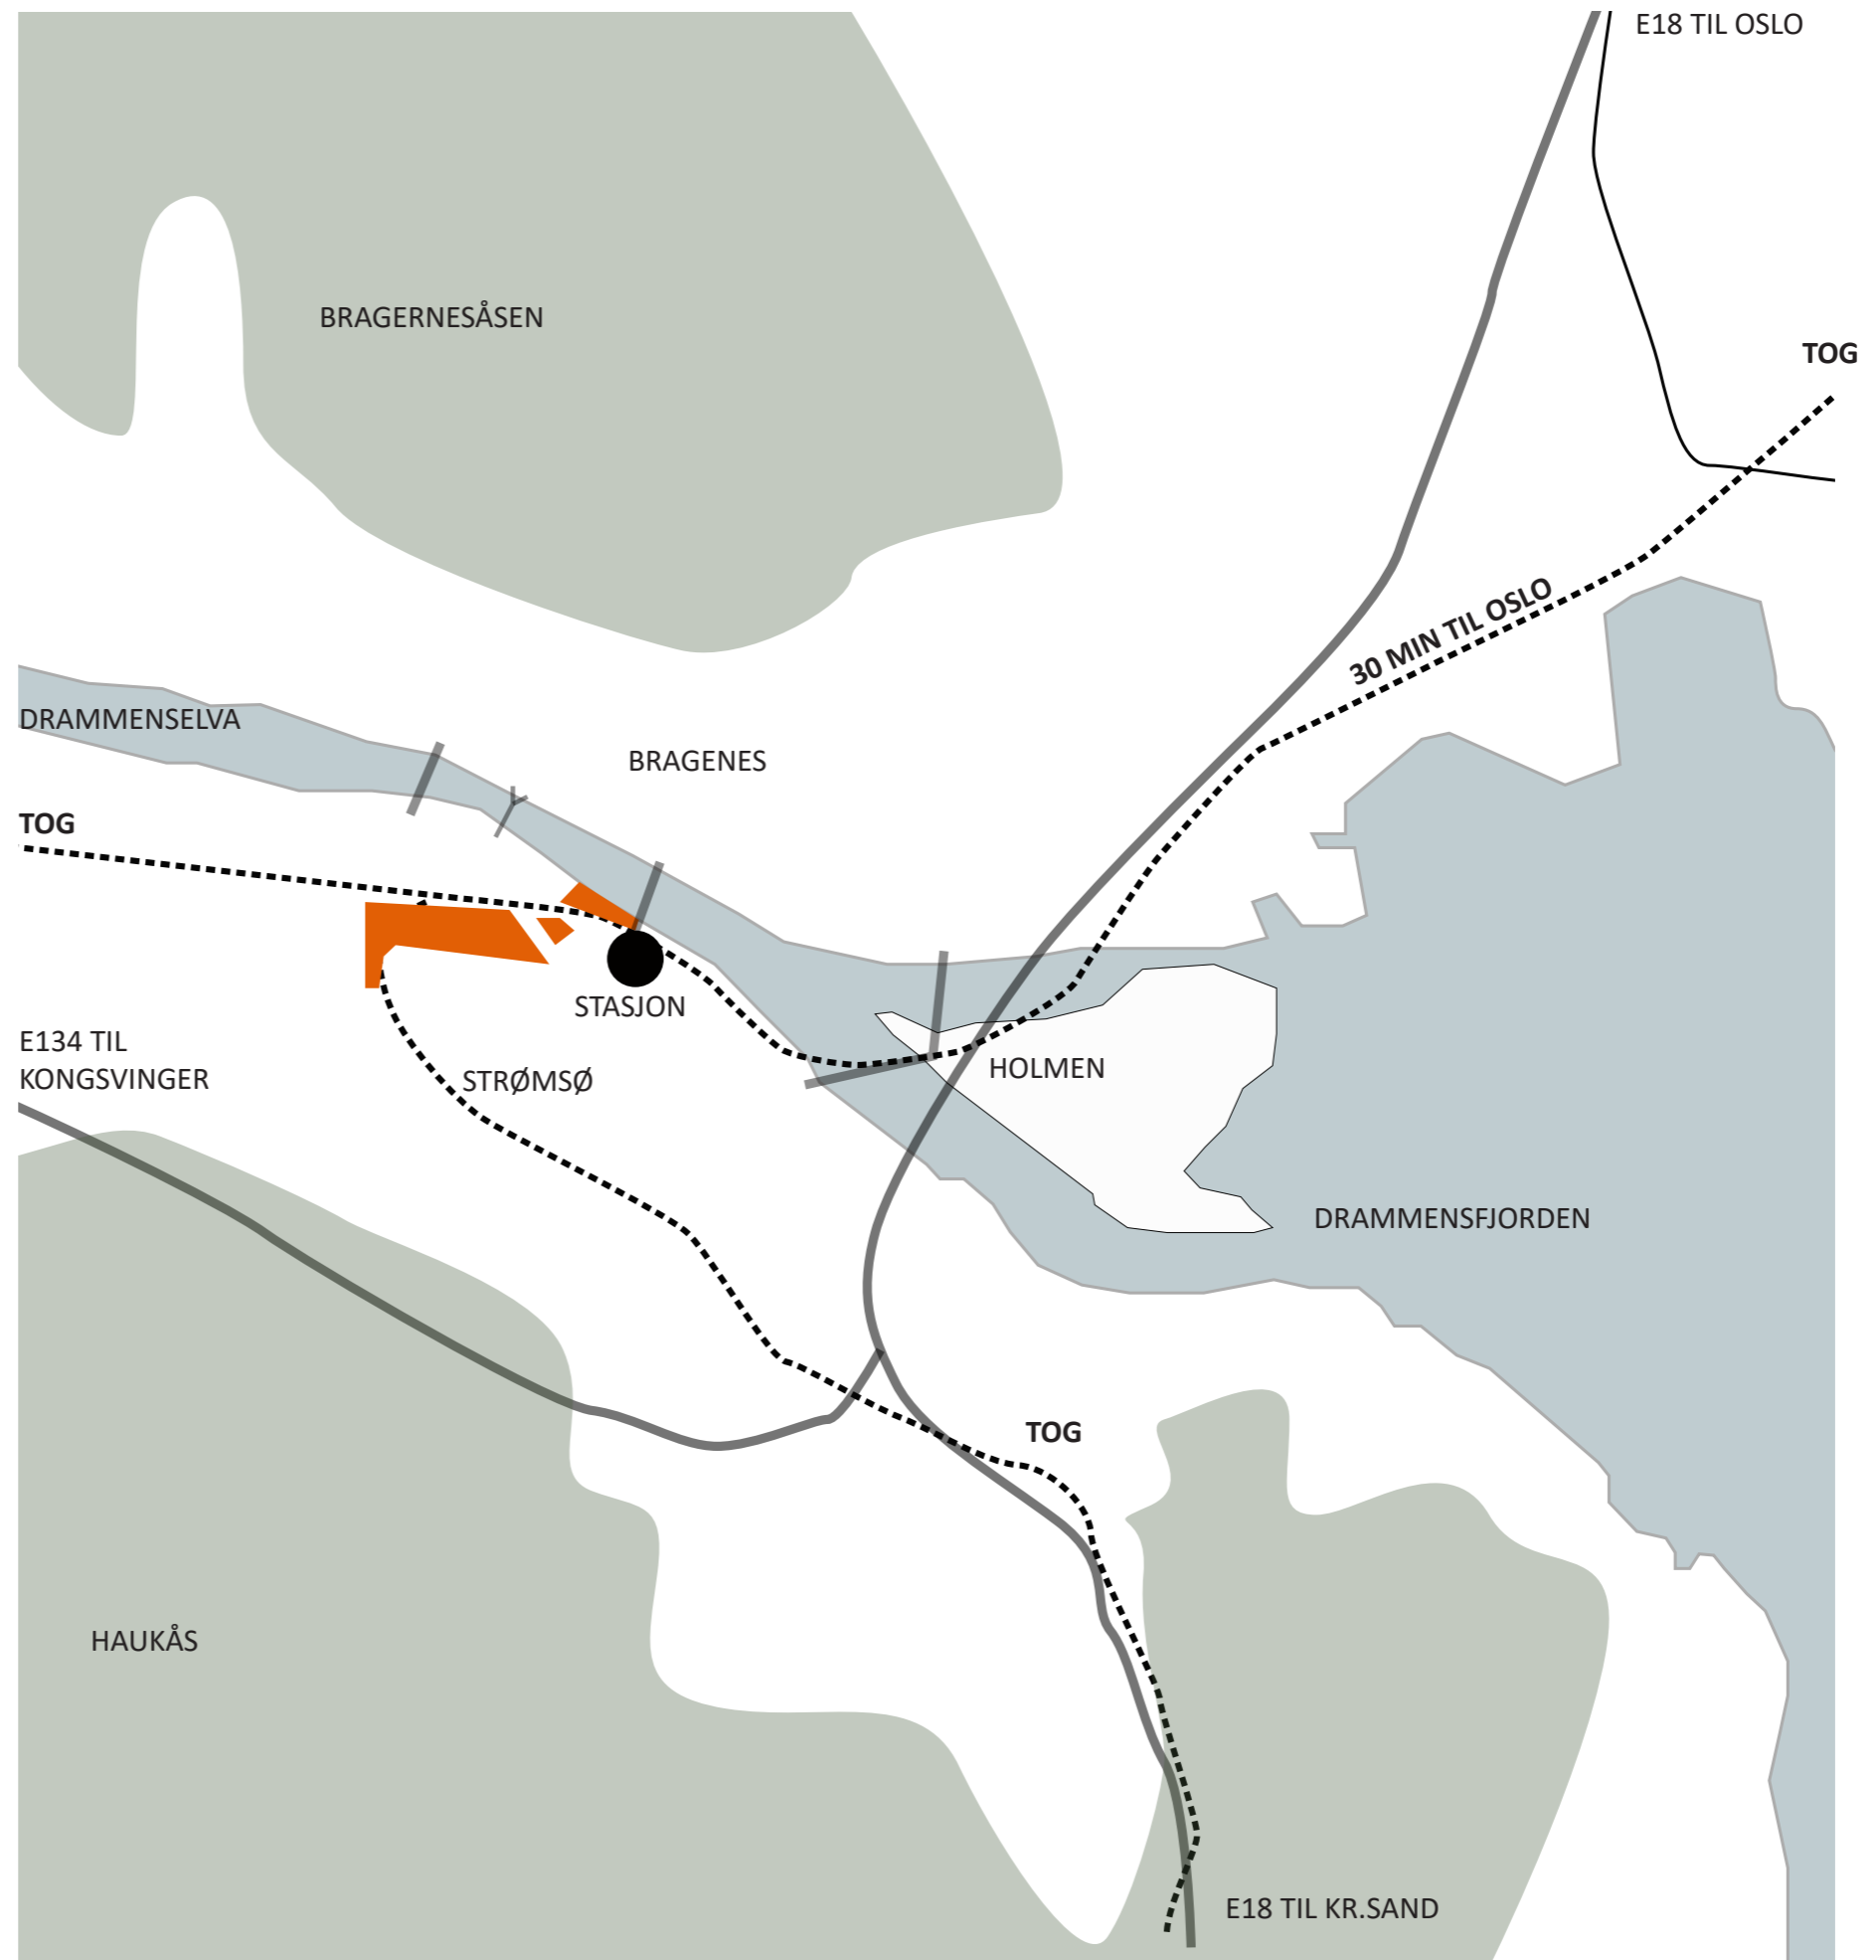 E18 TIL OSLO
BRAGERNESÅSEN
TOG
30 MIN TIL OSLO
DRAMMENSELVA
BRAGENES
TOG
STASJON
E134 TIL
KONGSVINGER
STRØMSØ
HOLMEN
DRAMMENSFJORDEN
TOG
HAUKÅS
E18 TIL KR.SAND